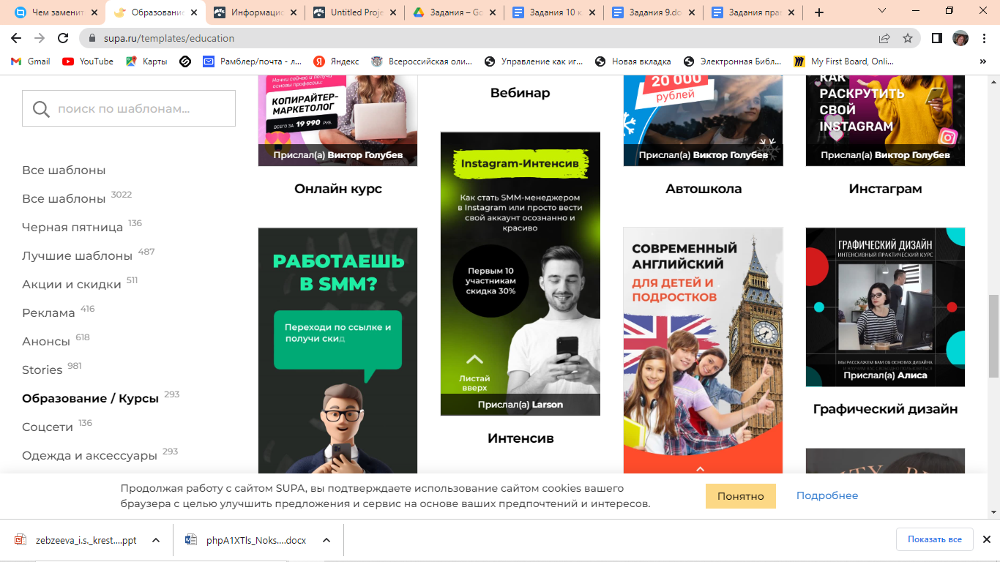 Чем заменит
Образование
Информацио
Untitled Proje
Задания – Go
Задания 10 к
Задания 9.do
Задания пра
supa.ru/templates/education
Gmail
YouTube
Карты
Рамблер/почта - л...
Яндекс
Всероссийская оли...
Управление как иг...
Новая вкладка
Электронная Библ...
My First Board, Onli...
»
поиск по шаблонам...
Все шаблоны
Все шаблоны 3022
Черная пятница 136
Лучшие шаблоны 487
Акции и скидки 511
Реклама 416
Анонсы 618
Stories 981
Образование / Курсы 293
Соцсети 136
Одежда и аксессуары 293
Начни сейчас и получи
основы профессии:
КОПИРАЙТЕР-
МАРКЕТОЛОГ
ВСЕГО ЗА 19 990 РУБ.
Прислал(а) Виктор Голубев
Онлайн курс
РАБОТАЕШЬ
В SMM?
Переходи по ссылке и
получи скид
Вебинар
Instagram-Интенсив
Как стать SMM-менеджером
в Instagram или просто вести
свой аккаунт осознанно и
красиво
Первым 10
участникам
скидка 30%
Листай
вверх
Прислал(а) Larson
Интенсив
20 000
рублей
Прислал(а) Виктор Голубев
Автошкола
СОВРЕМЕННЫЙ
АНГЛИЙСКИЙ
ДЛЯ ДЕТЕЙ И
ПОДРОСТКОВ
КАК
РАСКРУТИТЬ
СВОЙ
INSTAGRAM
Прислал(а) Виктор Голубев
Инстаграм
ГРАФИЧЕСКИЙ ДИЗАЙН
ИНТЕНСИВНЫЙ ПРАКТИЧЕСКИЙ КУРС
МЫ РАССКАЖЕМ ВАМ ОБ ОСНОВАХ ДИЗАЙНА
Прислал(а) Алиса
Графический дизайн
Продолжая работу с сайтом SUPA, вы подтверждаете использование сайтом cookies вашего
браузера с целью улучшить предложения и сервис на основе ваших предпочтений и интересов.
Понятно
Подробнее
zebzeeva_i.s._krest....ppt
phpA1XTls_Noks....docx
Показать все